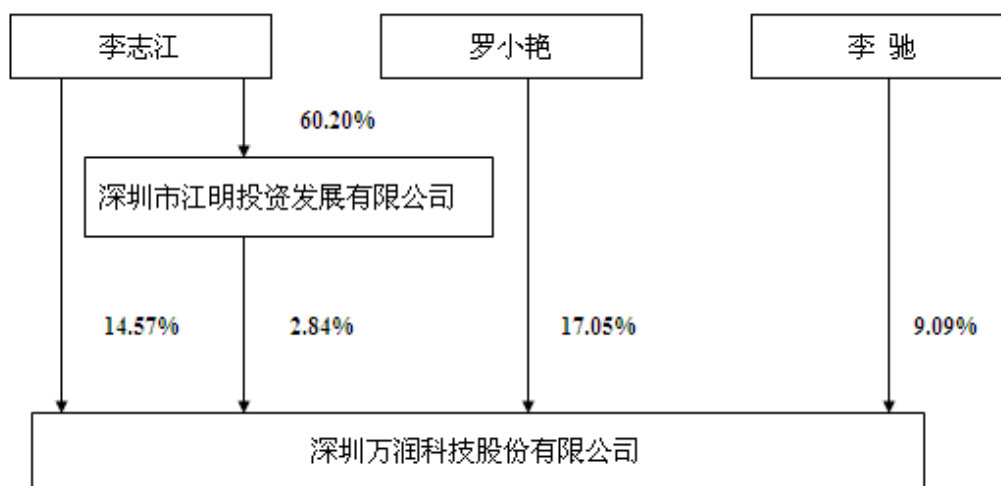 李志江
罗小艳
李 驰
60.20%
深圳市江明投资发展有限公司
14.57%
2.84%
17.05%
9.09%
深圳万润科技股份有限公司